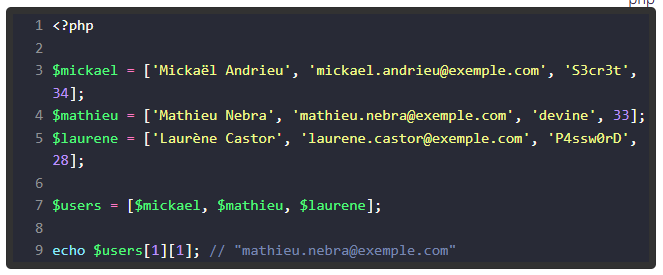 php
1 <?php
2
3 $mickael = ['Mickaël Andrieu', 'mickael.andrieu@exemple.com', 'S3cr3t',
34];
4 $mathieu = ['Mathieu Nebra', 'mathieu.nebra@exemple.com', 'devine', 33];
5 $laurene = ['Laurène Castor', 'laurene.castor@exemple.com', 'P4ssw0rD',
28];
6
7 $users = [$mickael, $mathieu, $laurene];
8
9 echo $users[1][1]; // "mathieu.nebra@exemple.com"